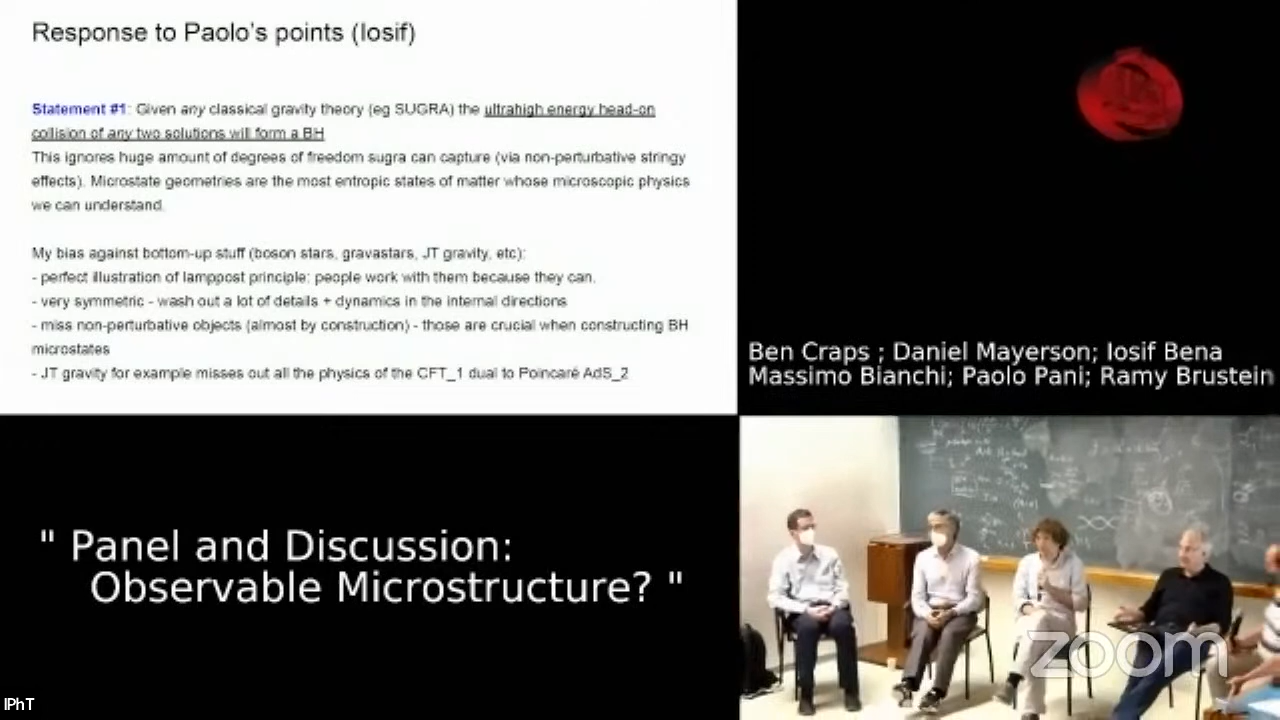 Response to Paolo's points (Iosif)
Statement #1: Given any classical gravity theory (eg SUGRA) the ultrahigh energy head-on
collision of any two solutions will form a BH
This ignores huge amount of degrees of freedom sugra can capture (via non-perturbative stringy
effects). Microstate geometries are the most entropic states of matter whose microscopic physics
we can understand.
My bias against bottom-up stuff (boson stars, gravastars, JT gravity, etc):
- perfect illustration of lamppost principle: people work with them because they can.
- very symmetric - wash out a lot of details + dynamics in the internal directions
- miss non-perturbative objects (almost by construction) - those are crucial when constructing BH
microstates
- JT gravity for example misses out all the physics of the CFT_1 dual to Poincaré AdS_2
Ben Craps ; Daniel Mayerson; Iosif Bena
Massimo Bianchi; Paolo Pani; Ramy Brustein
" Panel and Discussion:
Observable Microstructure? "
zoom
IPhT